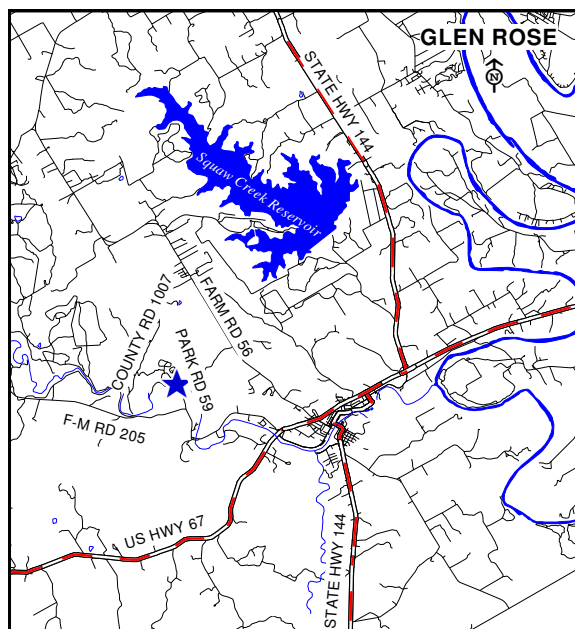 GLEN ROSE
N
STATE HWY 144
Squaw Creek Reservoir
FARM RD 56
COUNTY RD 1007
PARK RD 59
F-M RD 205
US HWY 67
STATE HWY 144